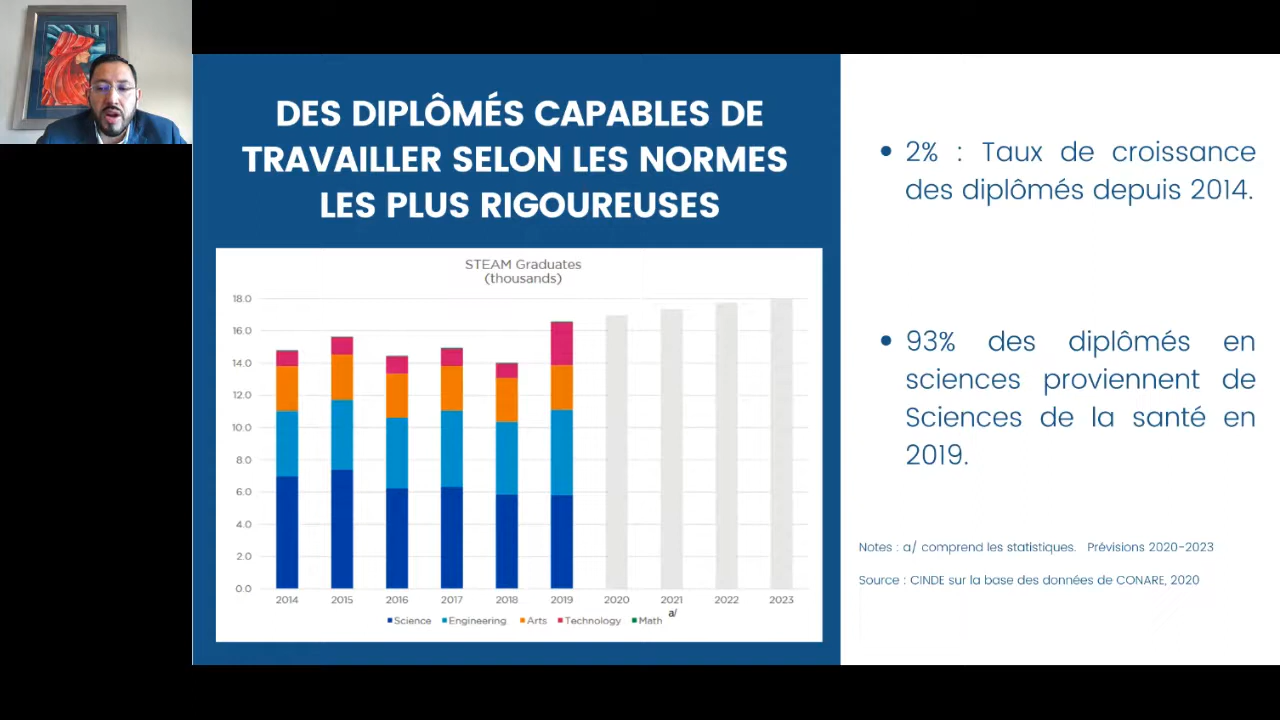 DES DIPLÔMÉS CAPABLES DE
TRAVAILLER SELON LES NORMES
LES PLUS RIGOUREUSES
STEAM Graduates
(thousands)
18.0
16.0
14.0
12.0
10.0
8.0
6.0
4.0
2.0
0.0
2014 2015 2016 2017 2018 2019 2020 2021 2022 2023
a/
Science Engineering Arts Technology Math
• 2% : Taux de croissance
des diplômés depuis 2014.
• 93% des diplômés en
sciences proviennent de
Sciences de la santé en
2019.
Notes : a/ comprend les statistiques. Prévisions 2020-2023
Source : CINDE sur la base des données de CONARE, 2020